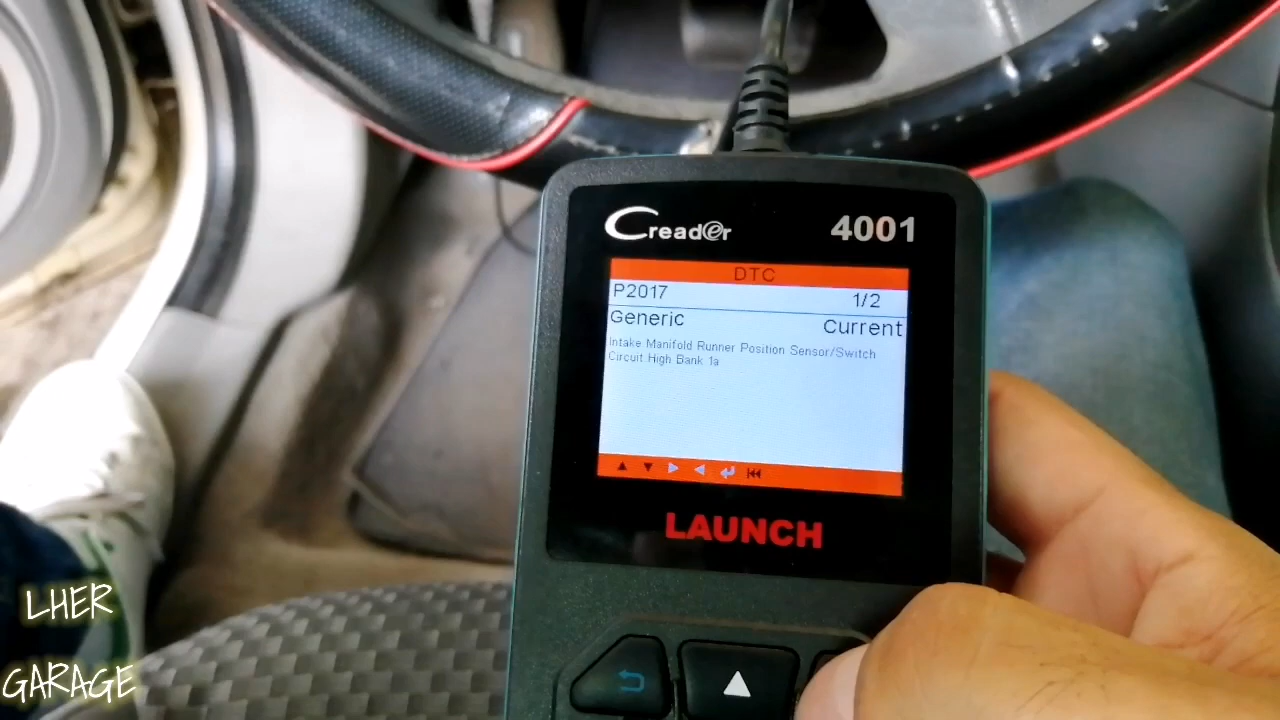 Creader 4001
DTC
P2017 1/2
Generic Current
Intake Manifold Runner Position Sensor/Switch
Circuit High Bank 1a
LAUNCH
LHER
GARAGE